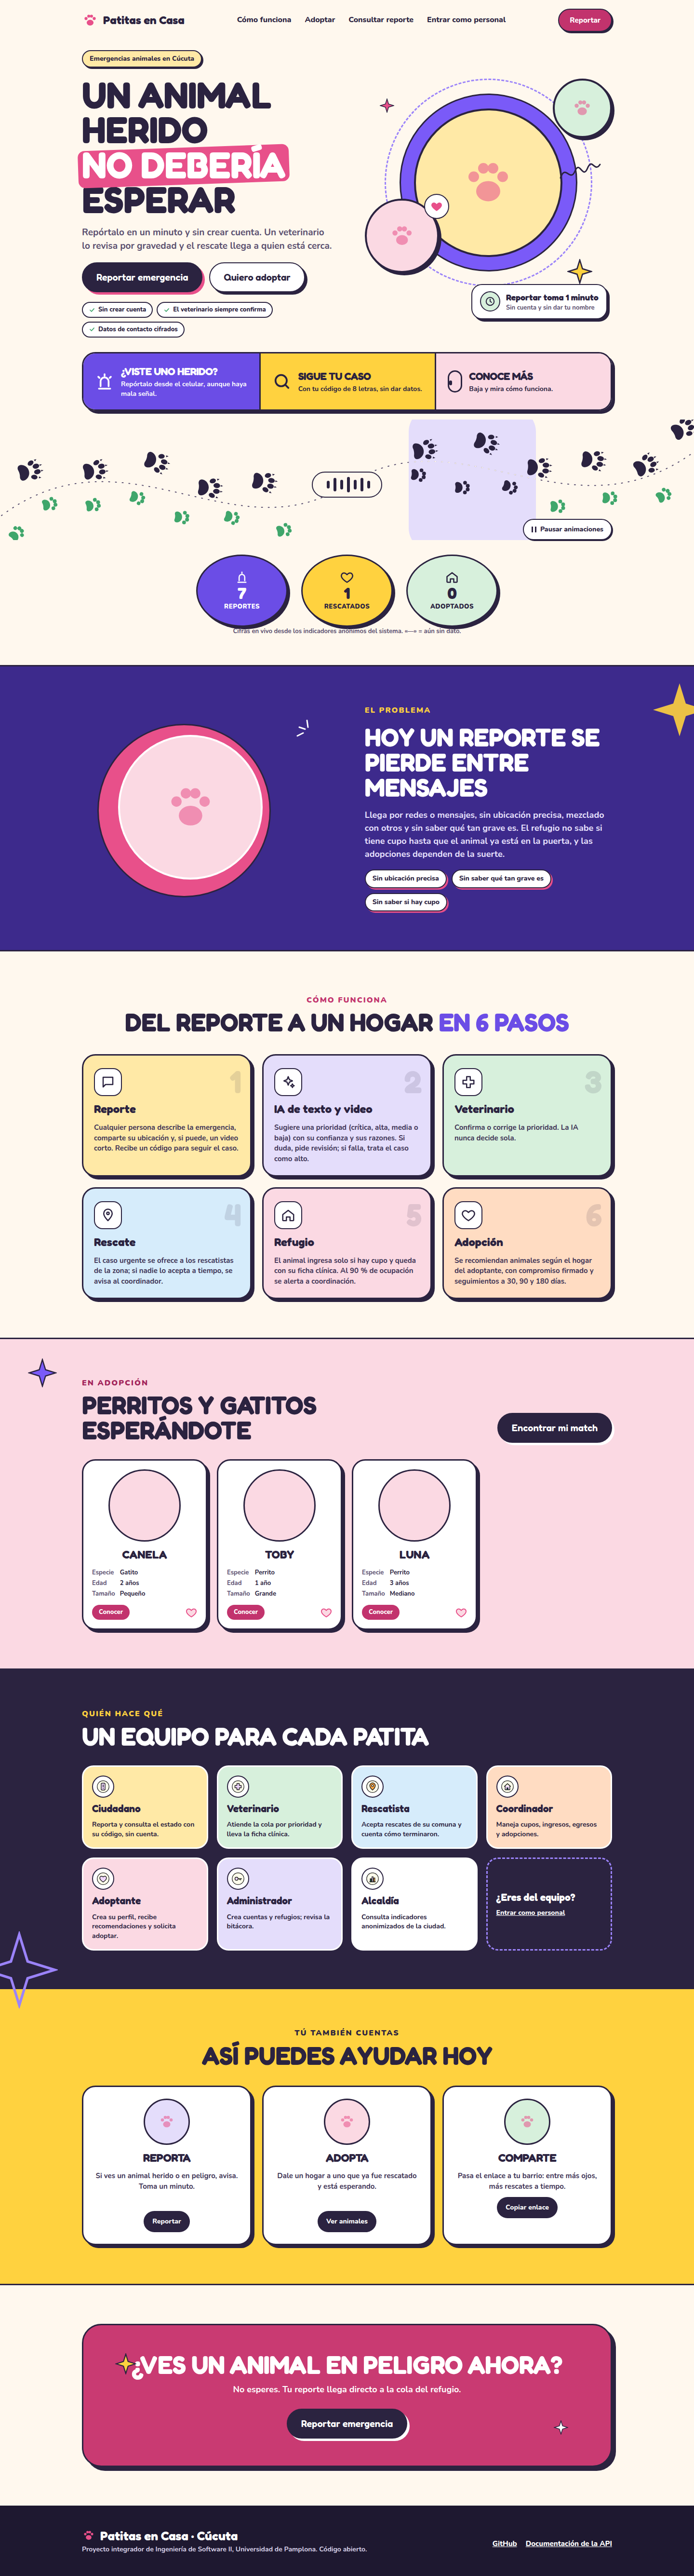 Patitas en Casa
Cómo funciona Adoptar Consultar reporte Entrar como personal
Reportar
Emergencias animales en Cúcuta
UN ANIMAL
HERIDO
NO DEBERÍA
ESPERAR
Repórtalo en un minuto y sin crear cuenta. Un veterinario
lo revisa por gravedad y el rescate llega a quien está cerca.
Reportar emergencia Quiero adoptar
Sin crear cuenta El veterinario siempre confirma
Datos de contacto cifrados
Reportar toma 1 minuto
Sin cuenta y sin dar tu nombre
¿VISTE UNO HERIDO?
Repórtalo desde el celular, aunque haya
mala señal.
SIGUE TU CASO
Con tu código de 8 letras, sin dar datos.
CONOCE MÁS
Baja y mira cómo funciona.
Pausar animaciones
7
REPORTES
1
RESCATADOS
0
ADOPTADOS
Cifras en vivo desde los indicadores anónimos del sistema. «—» = aún sin dato.
EL PROBLEMA
HOY UN REPORTE SE
PIERDE ENTRE
MENSAJES
Llega por redes o mensajes, sin ubicación precisa, mezclado
con otros y sin saber qué tan grave es. El refugio no sabe si
tiene cupo hasta que el animal ya está en la puerta, y las
adopciones dependen de la suerte.
Sin ubicación precisa Sin saber qué tan grave es
Sin saber si hay cupo
CÓMO FUNCIONA
DEL REPORTE A UN HOGAR EN 6 PASOS
1
Reporte
Cualquier persona describe la emergencia,
comparte su ubicación y, si puede, un video
corto. Recibe un código para seguir el caso.
2
IA de texto y video
Sugiere una prioridad (crítica, alta, media o
baja) con su confianza y sus razones. Si
duda, pide revisión; si falla, trata el caso
como alto.
3
Veterinario
Confirma o corrige la prioridad. La IA
nunca decide sola.
4
Rescate
El caso urgente se ofrece a los rescatistas
de la zona; si nadie lo acepta a tiempo, se
avisa al coordinador.
5
Refugio
El animal ingresa solo si hay cupo y queda
con su ficha clínica. Al 90 % de ocupación
se alerta a coordinación.
6
Adopción
Se recomiendan animales según el hogar
del adoptante, con compromiso firmado y
seguimientos a 30, 90 y 180 días.
EN ADOPCIÓN
PERRITOS Y GATITOS
ESPERÁNDOTE
Encontrar mi match
CANELA
Especie Gatito
Edad 2 años
Tamaño Pequeño
Conocer
TOBY
Especie Perrito
Edad 1 año
Tamaño Grande
Conocer
LUNA
Especie Perrito
Edad 3 años
Tamaño Mediano
Conocer
QUIÉN HACE QUÉ
UN EQUIPO PARA CADA PATITA
Ciudadano
Reporta y consulta el estado con
su código, sin cuenta.
Veterinario
Atiende la cola por prioridad y
lleva la ficha clínica.
Rescatista
Acepta rescates de su comuna y
cuenta cómo terminaron.
Coordinador
Maneja cupos, ingresos, egresos
y adopciones.
Adoptante
Crea su perfil, recibe
recomendaciones y solicita
adoptar.
Administrador
Crea cuentas y refugios; revisa la
bitácora.
Alcaldía
Consulta indicadores
anonimizados de la ciudad.
¿Eres del equipo?
Entrar como personal
TÚ TAMBIÉN CUENTAS
ASÍ PUEDES AYUDAR HOY
REPORTA
Si ves un animal herido o en peligro, avisa.
Toma un minuto.
Reportar
ADOPTA
Dale un hogar a uno que ya fue rescatado
y está esperando.
Ver animales
COMPARTE
Pasa el enlace a tu barrio: entre más ojos,
más rescates a tiempo.
Copiar enlace
¿VES UN ANIMAL EN PELIGRO AHORA?
No esperes. Tu reporte llega directo a la cola del refugio.
Reportar emergencia
Patitas en Casa · Cúcuta
Proyecto integrador de Ingeniería de Software II, Universidad de Pamplona. Código abierto.
GitHub Documentación de la API